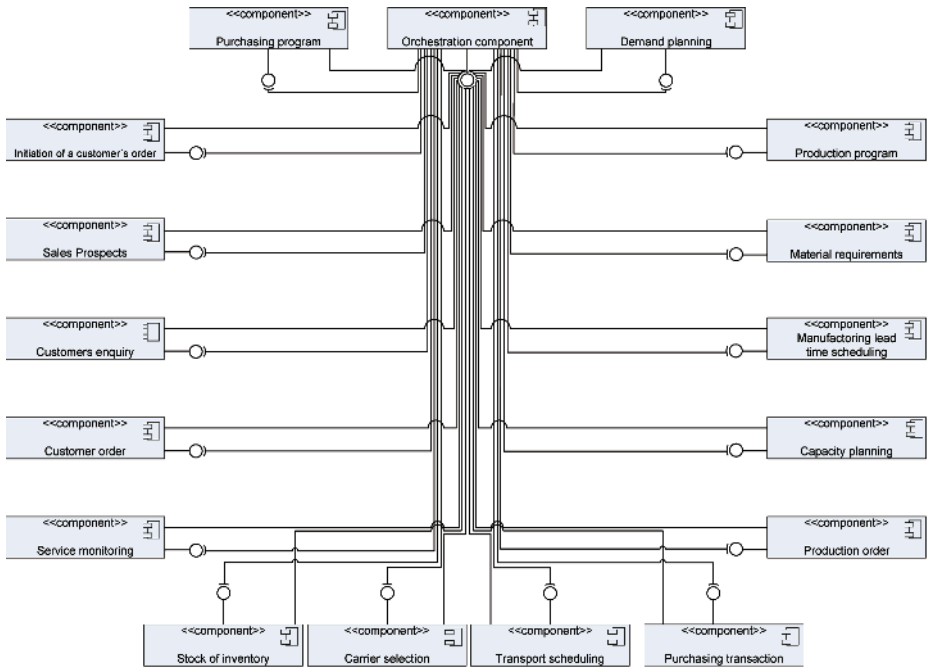 <<component>>
Purchasing program
<<component>>
Orchestration component
<<component>>
Demand planning
<<component>>
Initiation of a customer´s order
<<component>>
Production program
<<component>>
Sales Prospects
<<component>>
Material requirements
<<component>>
Customers enquiry
<<component>>
Manufactoring lead
time scheduling
<<component>>
Customer order
<<component>>
Capacity planning
<<component>>
Service monitoring
<<component>>
Production order
<<component>>
Stock of inventory
<<component>>
Carrier selection
<<component>>
Transport scheduling
<<component>>
Purchasing transaction